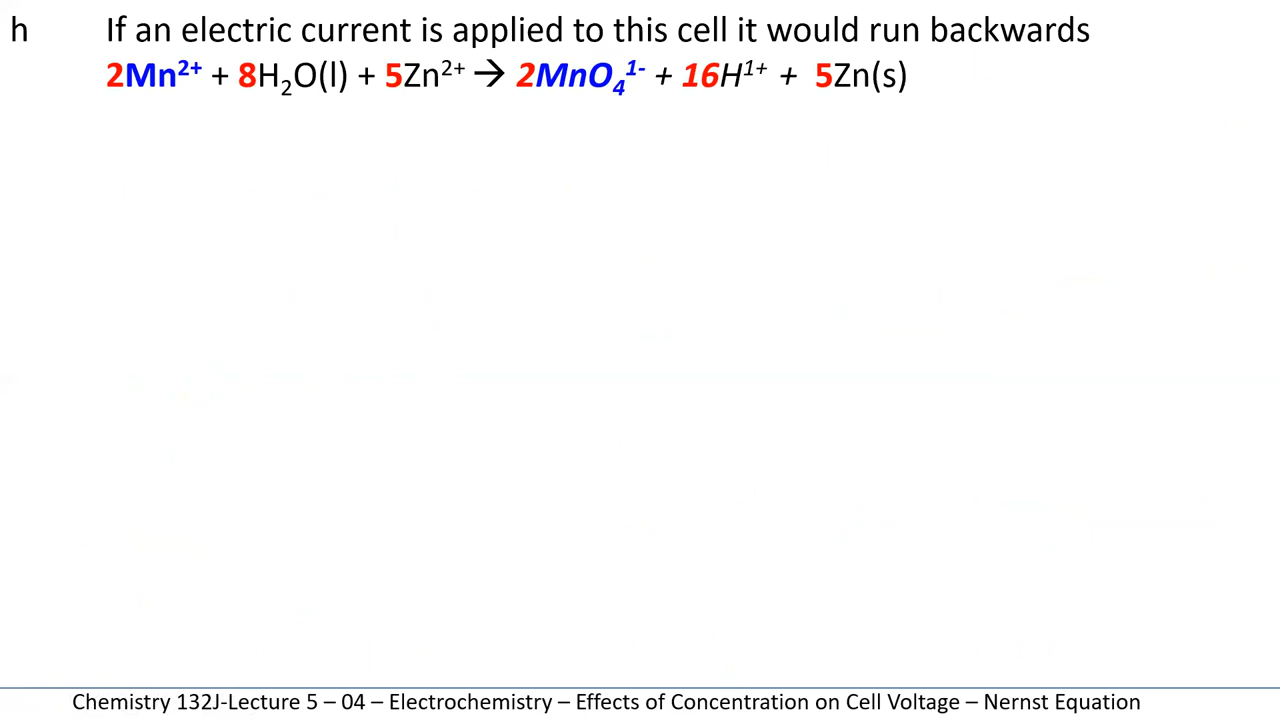 h If an electric current is applied to this cell it would run backwards
2Mn²⁺ + 8H₂O(l) + 5Zn²⁺ → 2MnO₄¹⁻ + 16H¹⁺ + 5Zn(s)
Chemistry 132J-Lecture 5 – 04 – Electrochemistry – Effects of Concentration on Cell Voltage – Nernst Equation